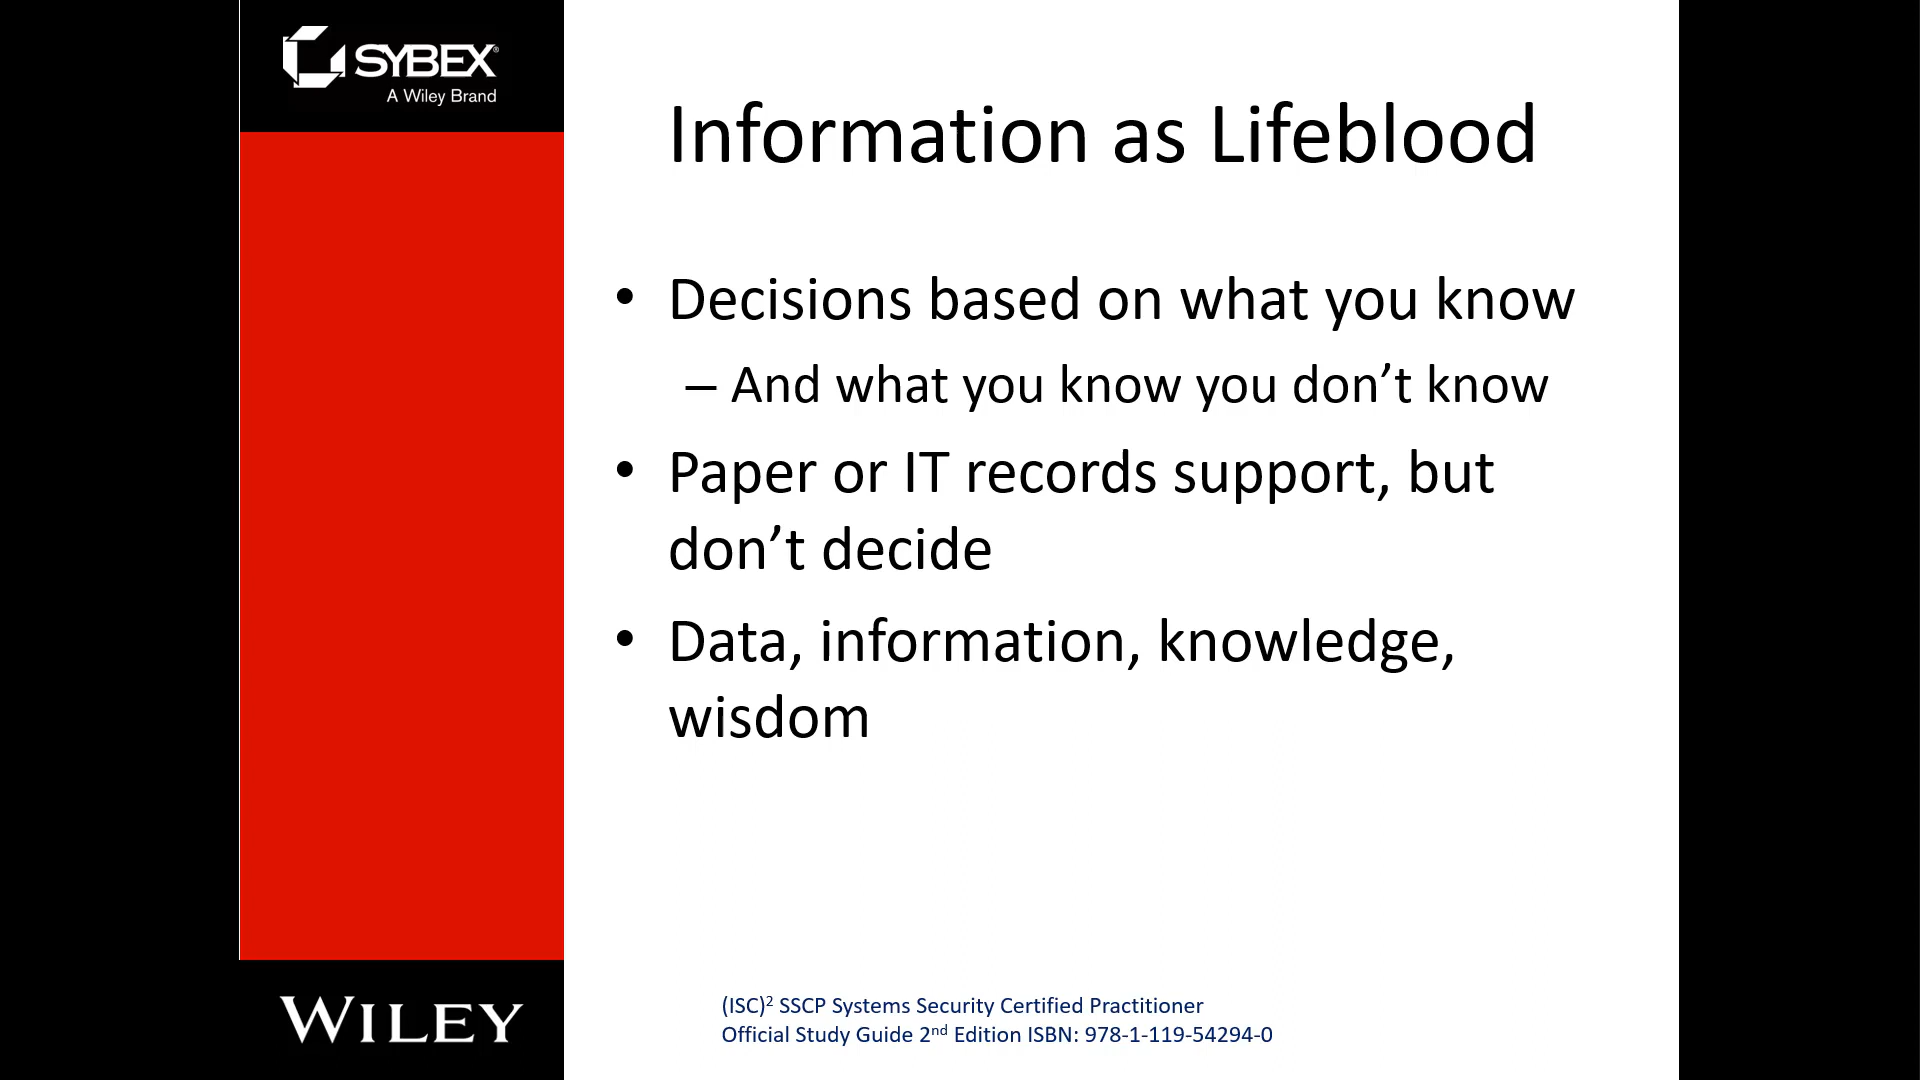 SYBEX®
A Wiley Brand
Information as Lifeblood
• Decisions based on what you know
– And what you know you don’t know
• Paper or IT records support, but
don’t decide
• Data, information, knowledge,
wisdom
WILEY
(ISC)² SSCP Systems Security Certified Practitioner
Official Study Guide 2nd Edition ISBN: 978-1-119-54294-0